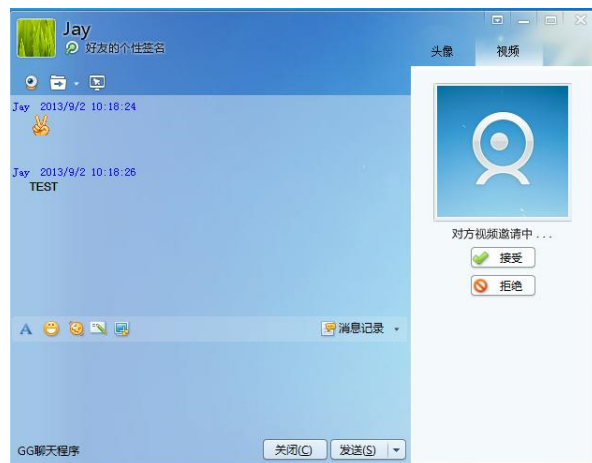 Jay
好友的个性签名
头像 视频
Jay 2013/9/2 10:18:24
Jay 2013/9/2 10:18:26
TEST
对方视频邀请中 . . .
接受
拒绝
A
消息记录
GG聊天程序
关闭(C) 发送(S)